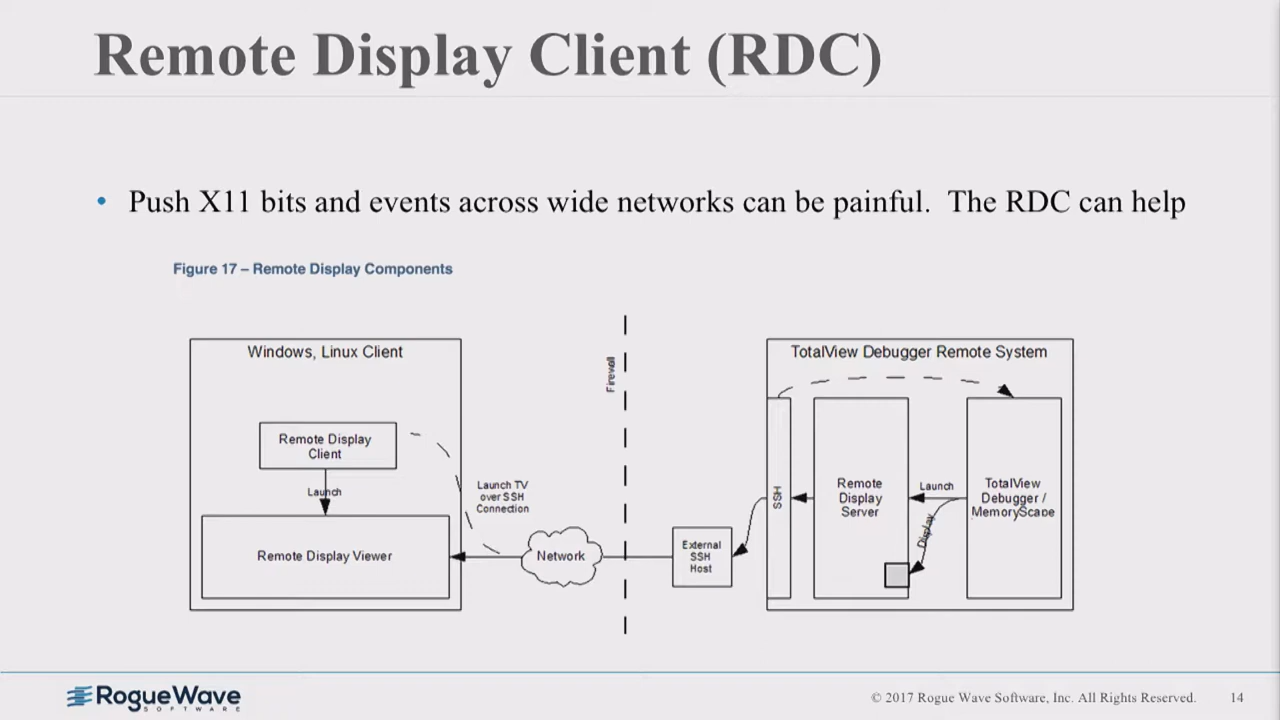 Remote Display Client (RDC)
• Push X11 bits and events across wide networks can be painful.  The RDC can help
Figure 17 – Remote Display Components
Windows, Linux Client
Remote Display
Client
Launch
Remote Display Viewer
Launch TV
over SSH
Connection
Network
Firewall
External
SSH
Host
TotalView Debugger Remote System
SSH
Remote
Display
Server
Launch
Display
TotalView
Debugger /
MemoryScape
RogueWave
SOFTWARE
© 2017 Rogue Wave Software, Inc. All Rights Reserved.
14